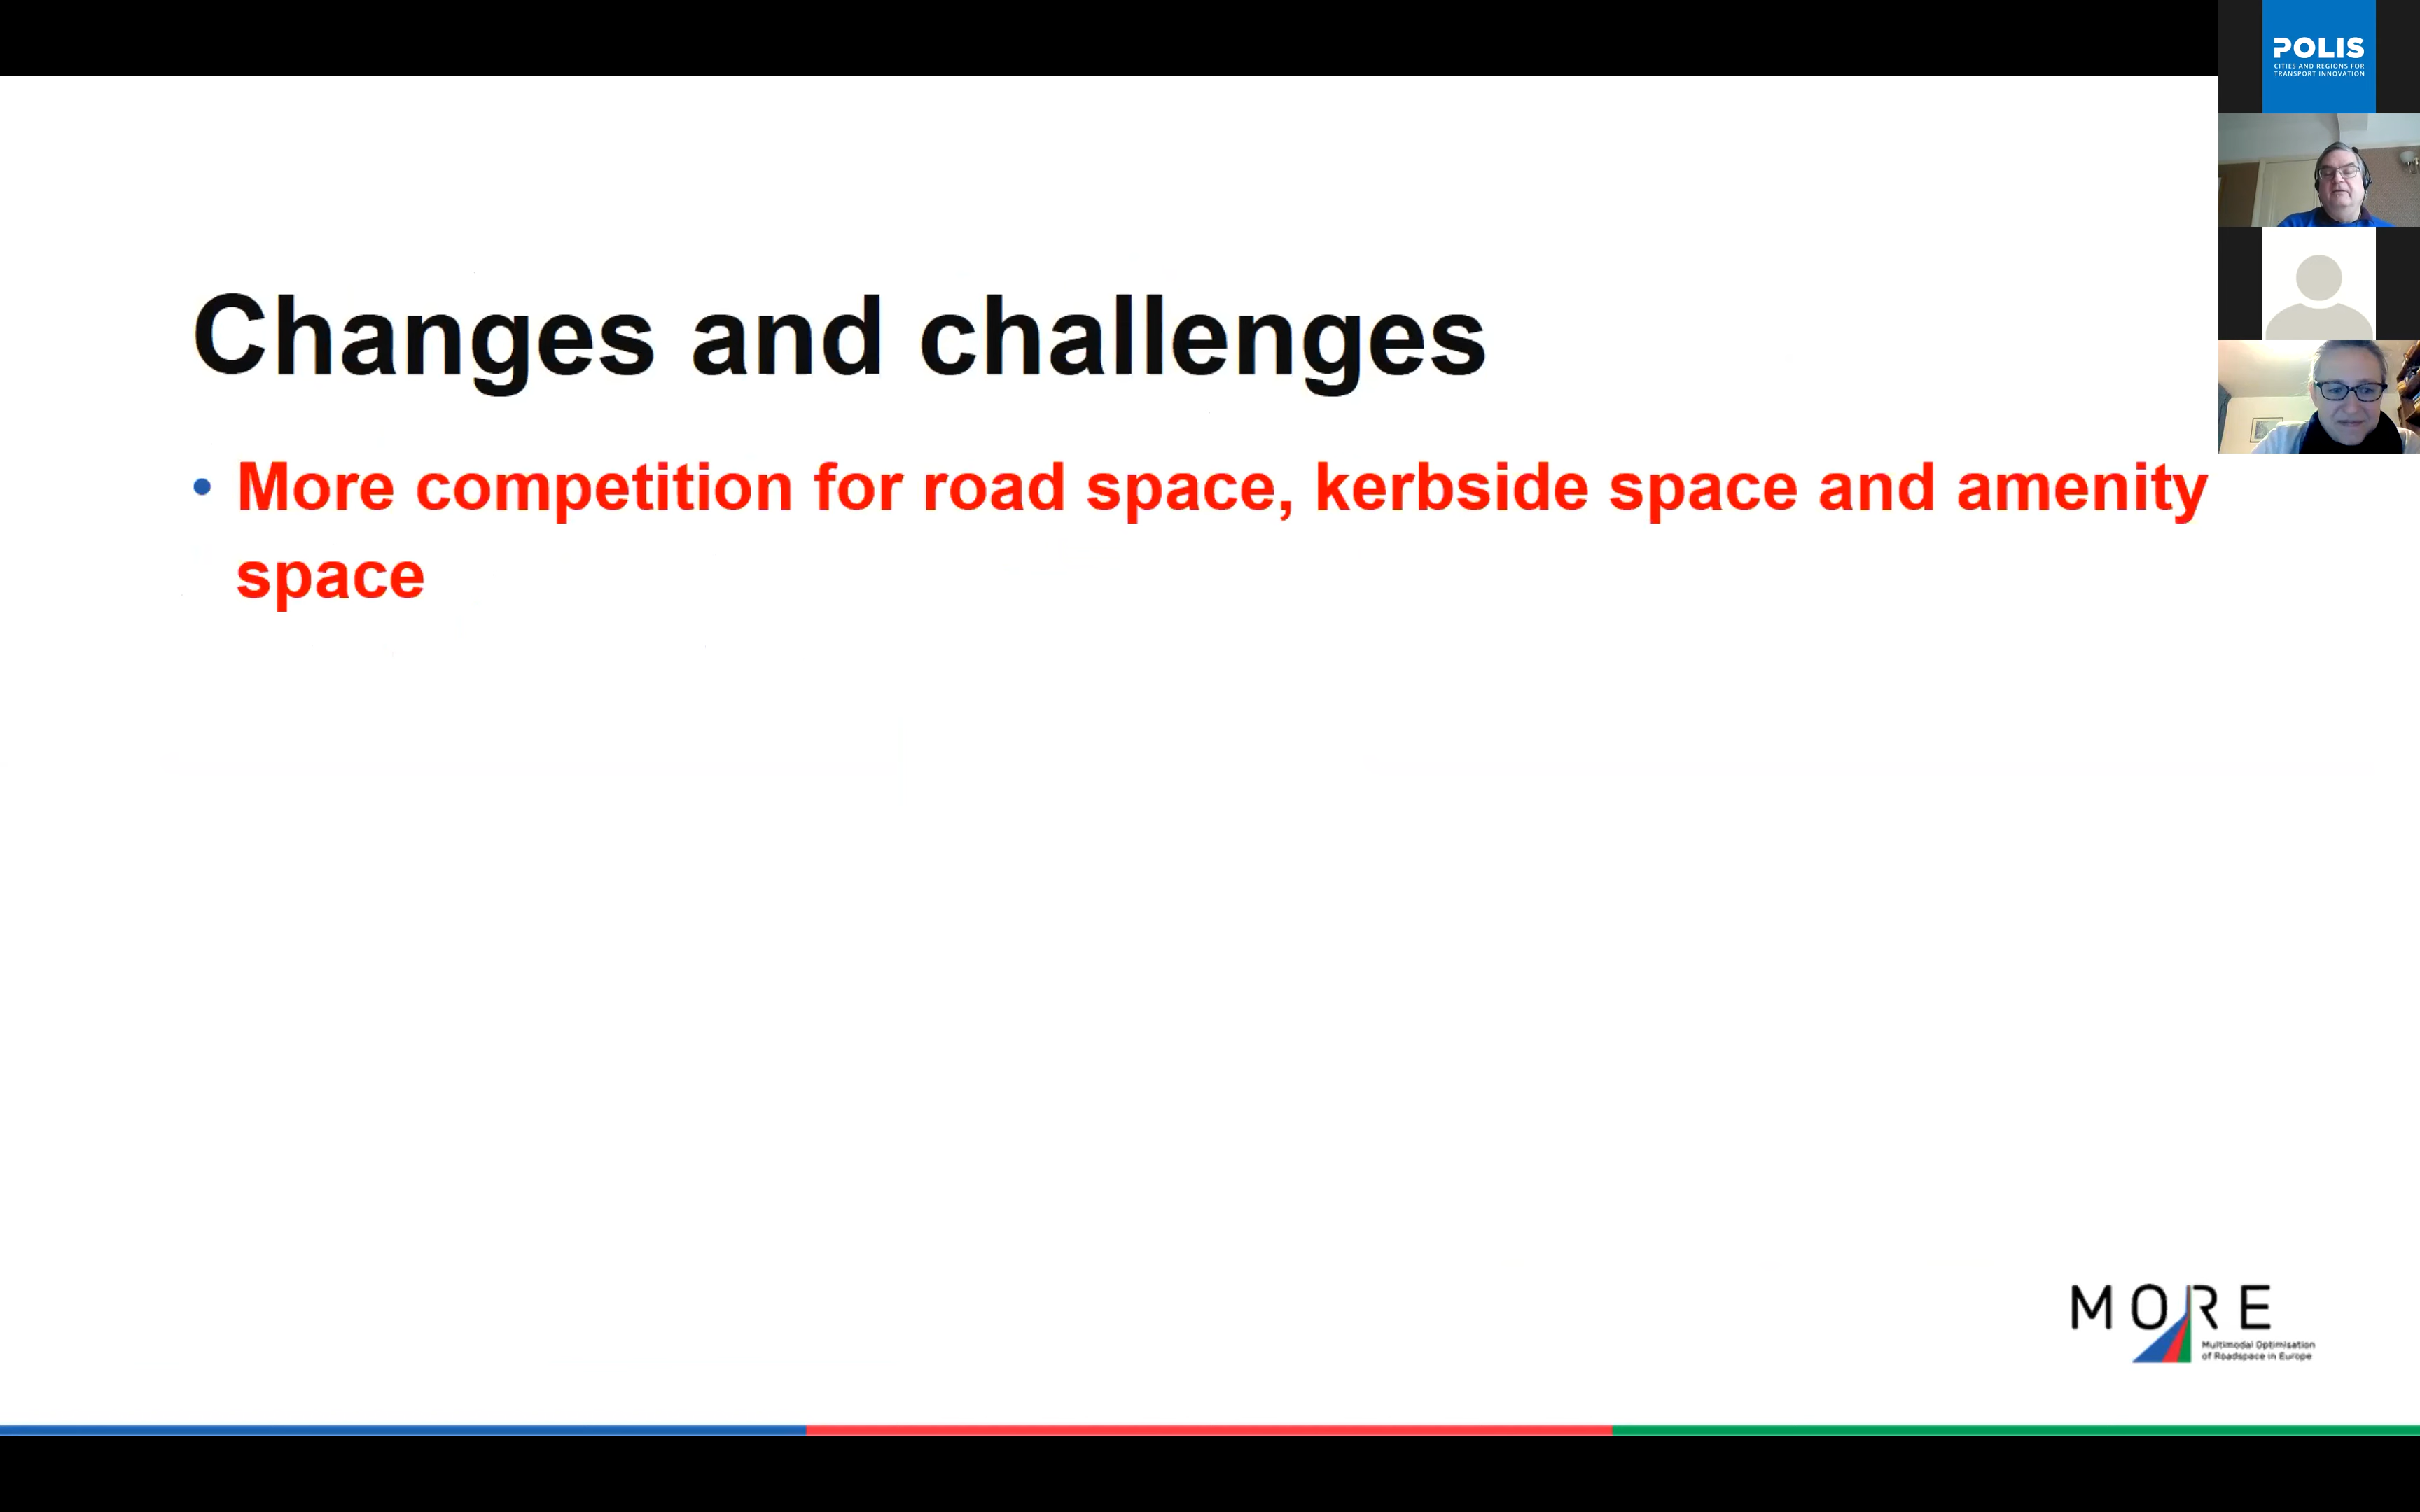 POLIS
CITIES AND REGIONS FOR
TRANSPORT INNOVATION
Changes and challenges
• More competition for road space, kerbside space and amenity
space
MORE
Multimodal Optimisation
of Roadspace in Europe